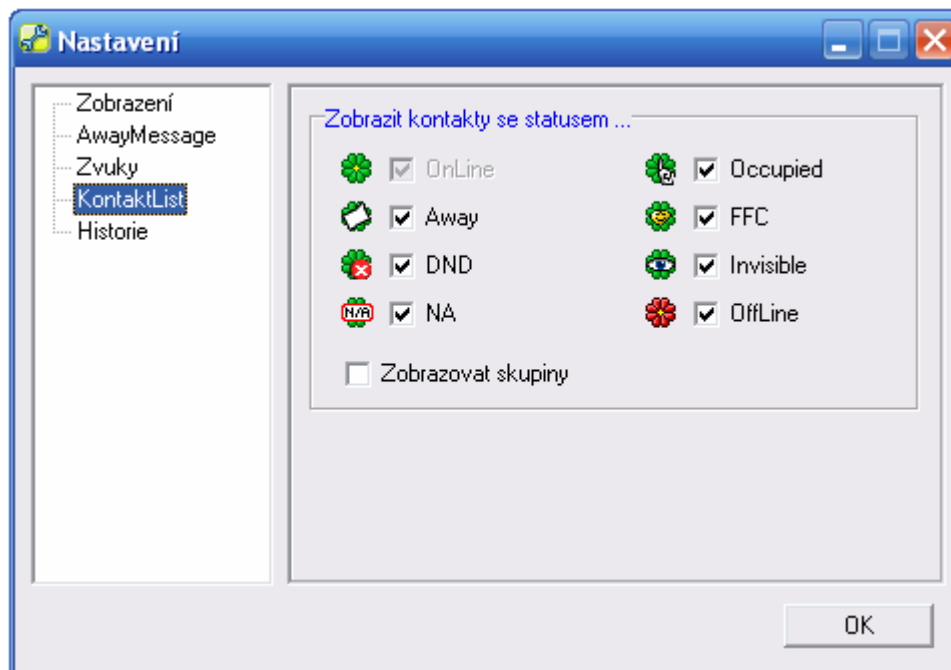 Nastavení
Zobrazení
AwayMessage
Zvuky
KontaktList
Historie
Zobrazit kontakty se statusem ...
OnLine
Occupied
Away
FFC
DND
Invisible
N/A
NA
OffLine
Zobrazovat skupiny
OK